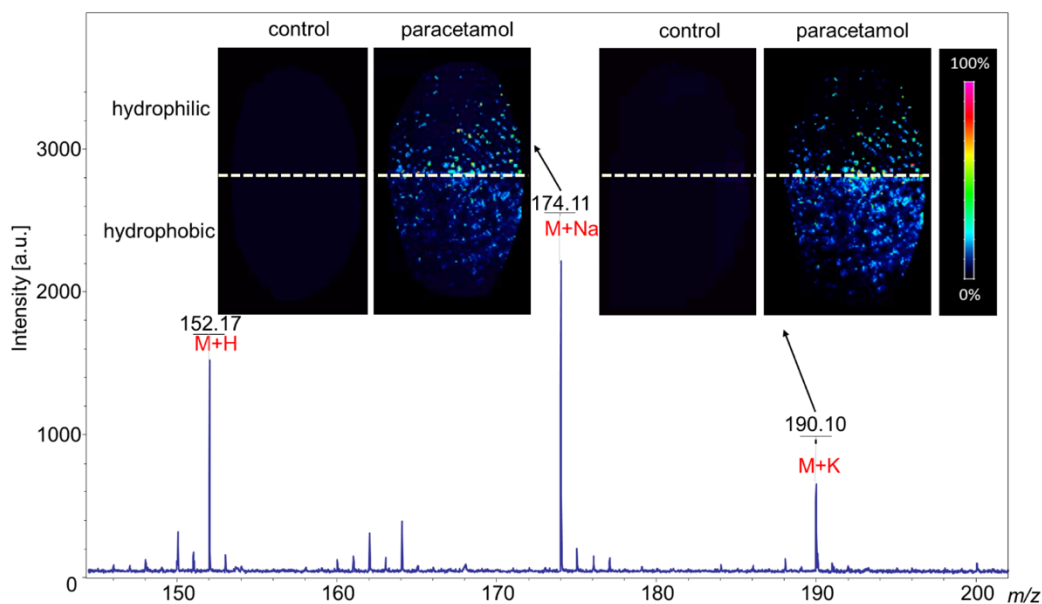 control
paracetamol
control
paracetamol
100%
hydrophilic
hydrophobic
0%
3000
2000
1000
0
Intensity [a.u.]
152.17
M+H
174.11
M+Na
190.10
M+K
150
160
170
180
190
200
m/z